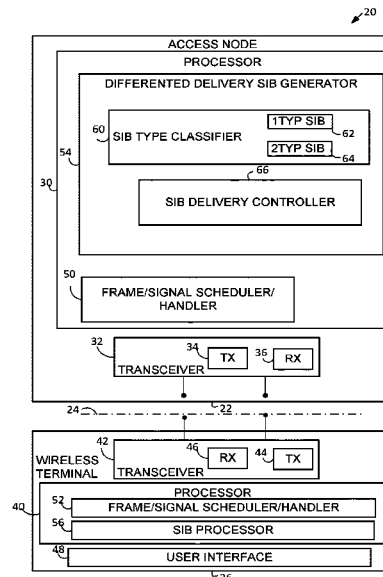 20
ACCESS NODE
PROCESSOR
DIFFERENTED DELIVERY SIB GENERATOR
60
SIB TYPE CLASSIFIER
1TYP SIB
62
2TYP SIB
64
54
30
66
SIB DELIVERY CONTROLLER
50
FRAME/SIGNAL SCHEDULER/
HANDLER
32
TRANSCEIVER
34
TX
36
RX
24
22
42
WIRELESS
TERMINAL
TRANSCEIVER
46
RX
44
TX
PROCESSOR
40
52
FRAME/SIGNAL SCHEDULER/HANDLER
56
SIB PROCESSOR
48
USER INTERFACE
26